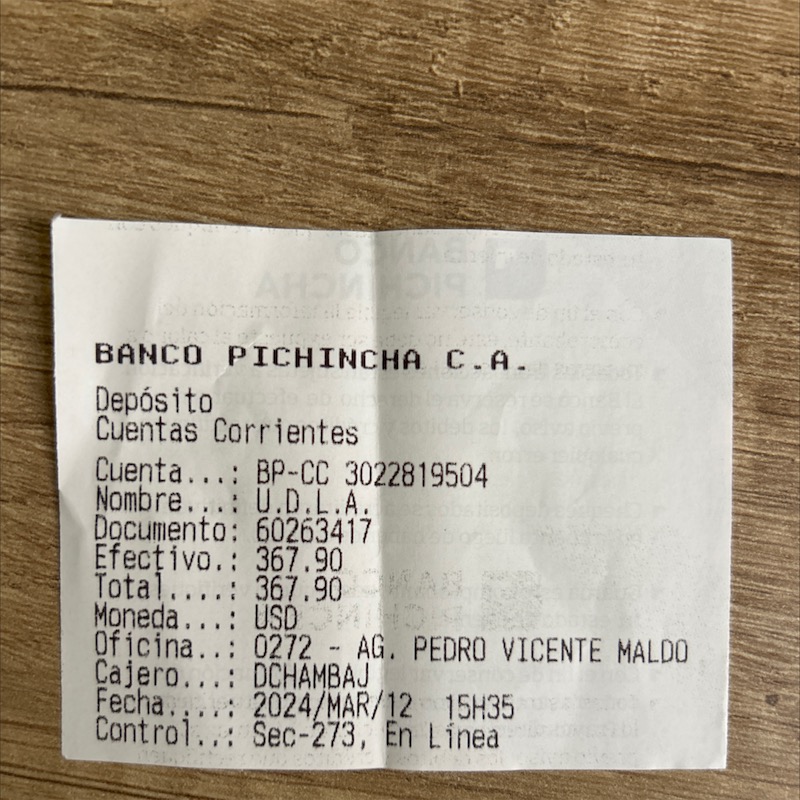 BANCO PICHINCHA C.A.
Depósito
Cuentas Corrientes
Cuenta...: BP-CC 3022819504
Nombre...: U.D.L.A.
Documento: 60263417
Efectivo.: 367.90
Total....: 367.90
Moneda...: USD
Oficina..: 0272 - AG. PEDRO VICENTE MALDO
Cajero...: DCHAMBAJ
Fecha....: 2024/MAR/12 15H35
Control..: Sec-273, En Línea